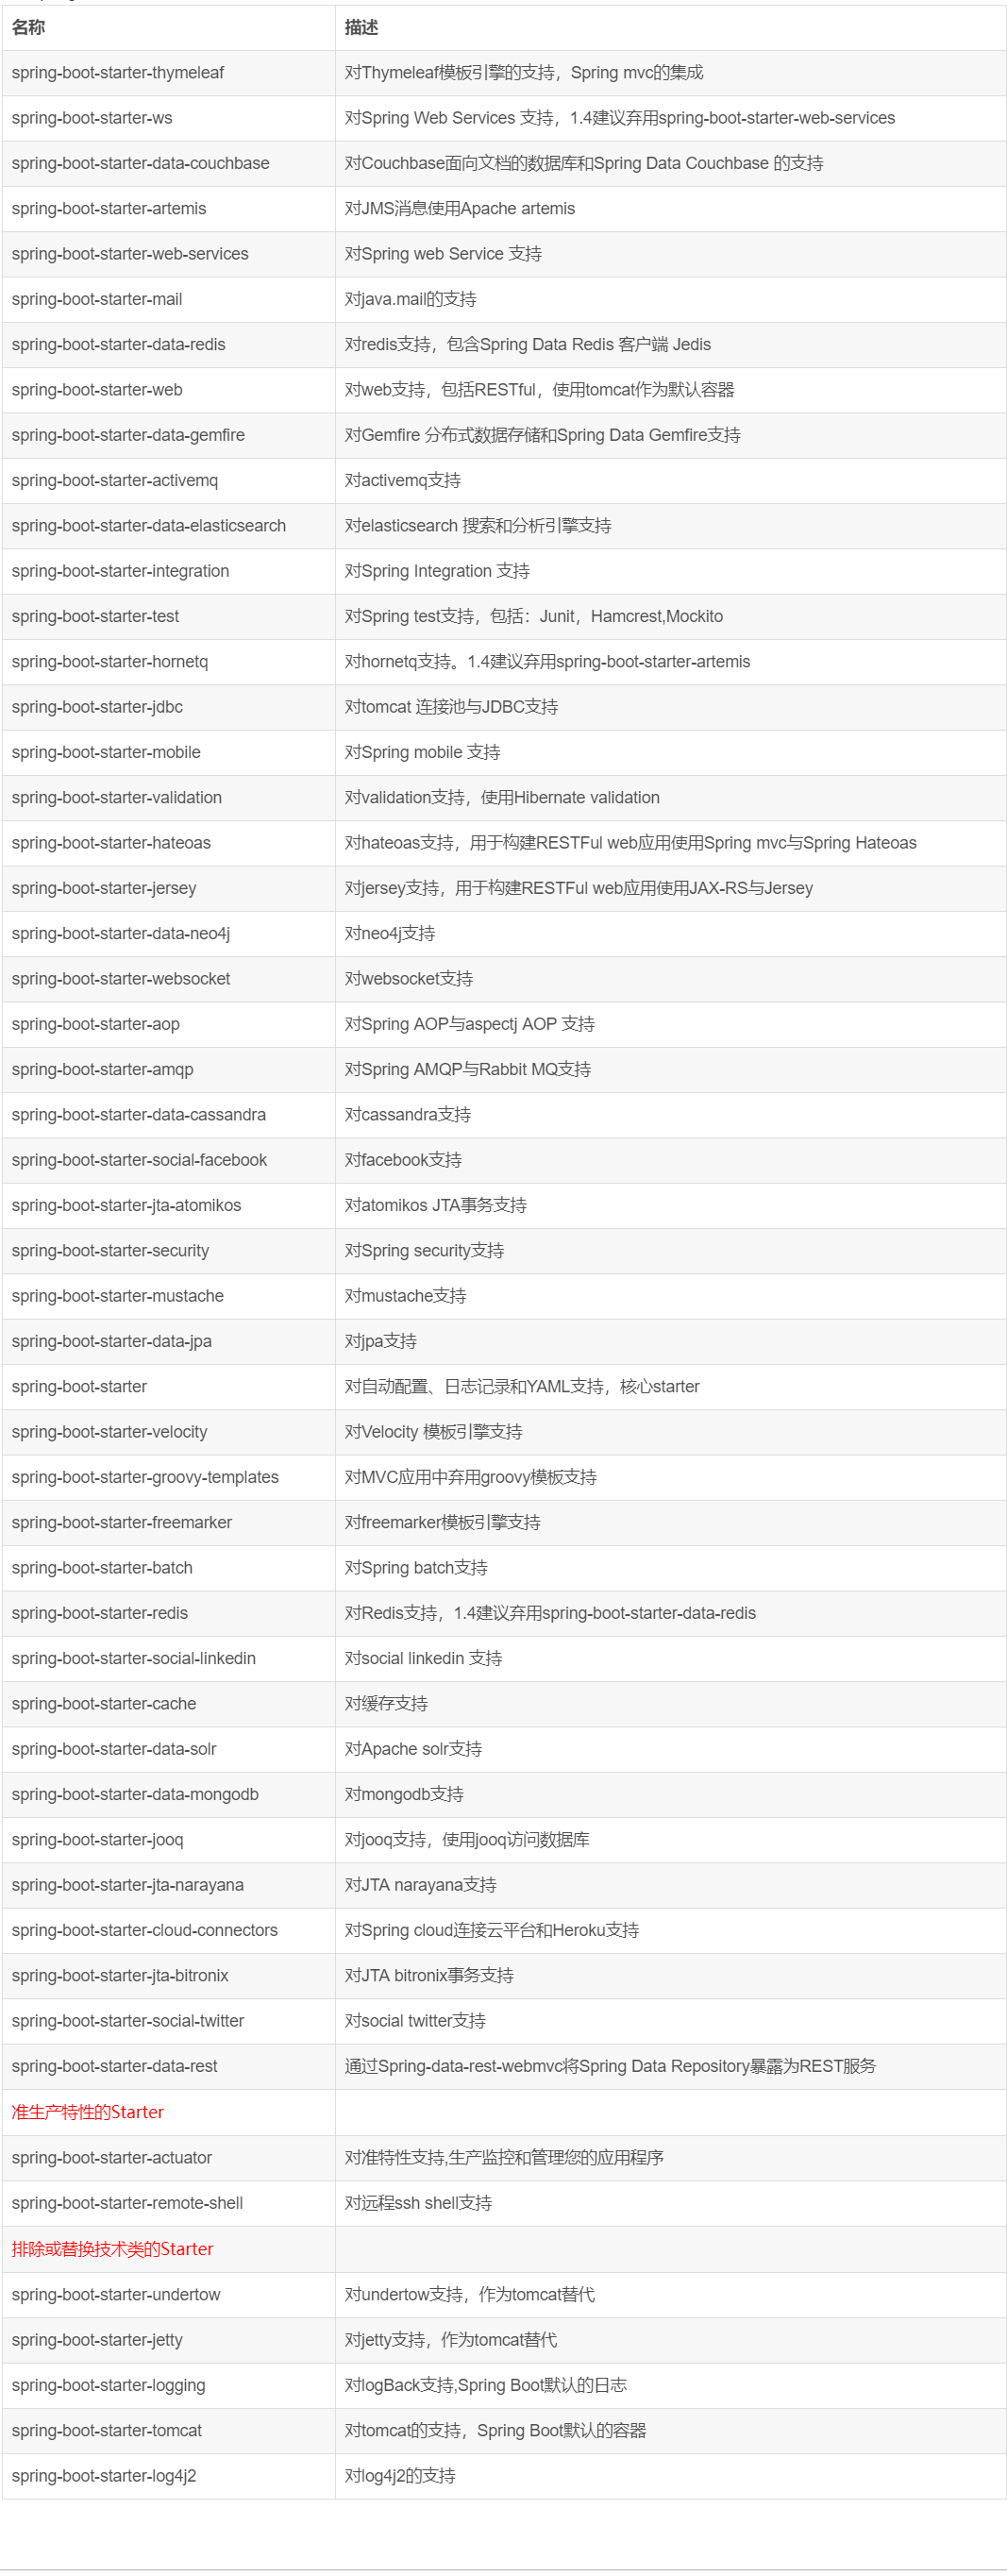 名称 描述
spring-boot-starter-thymeleaf 对Thymeleaf模板引擎的支持，Spring mvc的集成
spring-boot-starter-ws 对Spring Web Services 支持，1.4建议弃用spring-boot-starter-web-services
spring-boot-starter-data-couchbase 对Couchbase面向文档的数据库和Spring Data Couchbase 的支持
spring-boot-starter-artemis 对JMS消息使用Apache artemis
spring-boot-starter-web-services 对Spring web Service 支持
spring-boot-starter-mail 对java.mail的支持
spring-boot-starter-data-redis 对redis支持，包含Spring Data Redis 客户端 Jedis
spring-boot-starter-web 对web支持，包括RESTful，使用tomcat作为默认容器
spring-boot-starter-data-gemfire 对Gemfire 分布式数据存储和Spring Data Gemfire支持
spring-boot-starter-activemq 对activemq支持
spring-boot-starter-data-elasticsearch 对elasticsearch 搜索和分析引擎支持
spring-boot-starter-integration 对Spring Integration 支持
spring-boot-starter-test 对Spring test支持，包括：Junit，Hamcrest,Mockito
spring-boot-starter-hornetq 对hornetq支持。1.4建议弃用spring-boot-starter-artemis
spring-boot-starter-jdbc 对tomcat 连接池与JDBC支持
spring-boot-starter-mobile 对Spring mobile 支持
spring-boot-starter-validation 对validation支持，使用Hibernate validation
spring-boot-starter-hateoas 对hateoas支持，用于构建RESTFul web应用使用Spring mvc与Spring Hateoas
spring-boot-starter-jersey 对jersey支持，用于构建RESTFul web应用使用JAX-RS与Jersey
spring-boot-starter-data-neo4j 对neo4j支持
spring-boot-starter-websocket 对websocket支持
spring-boot-starter-aop 对Spring AOP与aspectj AOP 支持
spring-boot-starter-amqp 对Spring AMQP与Rabbit MQ支持
spring-boot-starter-data-cassandra 对cassandra支持
spring-boot-starter-social-facebook 对facebook支持
spring-boot-starter-jta-atomikos 对atomikos JTA事务支持
spring-boot-starter-security 对Spring security支持
spring-boot-starter-mustache 对mustache支持
spring-boot-starter-data-jpa 对jpa支持
spring-boot-starter 对自动配置、日志记录和YAML支持，核心starter
spring-boot-starter-velocity 对Velocity 模板引擎支持
spring-boot-starter-groovy-templates 对MVC应用中弃用groovy模板支持
spring-boot-starter-freemarker 对freemarker模板引擎支持
spring-boot-starter-batch 对Spring batch支持
spring-boot-starter-redis 对Redis支持，1.4建议弃用spring-boot-starter-data-redis
spring-boot-starter-social-linkedin 对social linkedin 支持
spring-boot-starter-cache 对缓存支持
spring-boot-starter-data-solr 对Apache solr支持
spring-boot-starter-data-mongodb 对mongodb支持
spring-boot-starter-jooq 对jooq支持，使用jooq访问数据库
spring-boot-starter-jta-narayana 对JTA narayana支持
spring-boot-starter-cloud-connectors 对Spring cloud连接云平台和Heroku支持
spring-boot-starter-jta-bitronix 对JTA bitronix事务支持
spring-boot-starter-social-twitter 对social twitter支持
spring-boot-starter-data-rest 通过Spring-data-rest-webmvc将Spring Data Repository暴露为REST服务
准生产特性的Starter
spring-boot-starter-actuator 对准特性支持,生产监控和管理您的应用程序
spring-boot-starter-remote-shell 对远程ssh shell支持
排除或替换技术类的Starter
spring-boot-starter-undertow 对undertow支持，作为tomcat替代
spring-boot-starter-jetty 对jetty支持，作为tomcat替代
spring-boot-starter-logging 对logBack支持,Spring Boot默认的日志
spring-boot-starter-tomcat 对tomcat的支持，Spring Boot默认的容器
spring-boot-starter-log4j2 对log4j2的支持